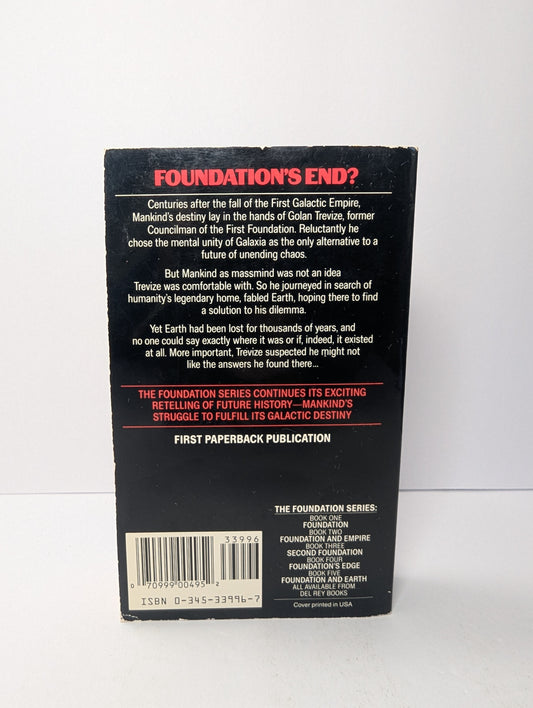 FOUNDATION'S END?
Centuries after the fall of the First Galactic Empire,
Mankind's destiny lay in the hands of Golan Trevize, former
Councilman of the First Foundation. Reluctantly he
chose the mental unity of Galaxia as the only alternative to a
future of unending chaos.
But Mankind as massmind was not an idea
Trevize was comfortable with. So he journeyed in search of
humanity's legendary home, fabled Earth, hoping there to find
a solution to his dilemma.
Yet Earth had been lost for thousands of years, and
no one could say exactly where it was or if, indeed, it existed
at all. More important, Trevize suspected he might not
like the answers he found there...
THE FOUNDATION SERIES CONTINUES ITS EXCITING
RETELLING OF FUTURE HISTORY—MANKIND'S
STRUGGLE TO FULFILL ITS GALACTIC DESTINY
FIRST PAPERBACK PUBLICATION
33996
0 70999 00495 2
ISBN 0-345-33996-7
THE FOUNDATION SERIES:
BOOK ONE
FOUNDATION
BOOK TWO
FOUNDATION AND EMPIRE
BOOK THREE
SECOND FOUNDATION
BOOK FOUR
FOUNDATION'S EDGE
BOOK FIVE
FOUNDATION AND EARTH
ALL AVAILABLE FROM
DEL REY BOOKS
Cover printed in USA